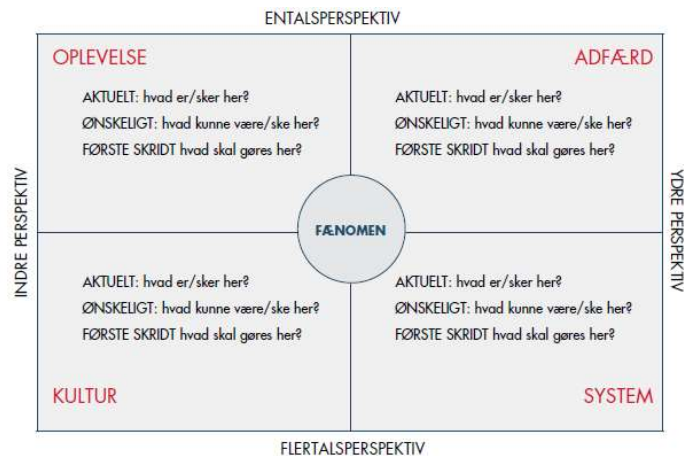 ENTALSPERSPEKTIV
OPLEVELSE
AKTUELT: hvad er/sker her?
ØNSKELIGT: hvad kunne være/ske her?
FØRSTE SKRIDT hvad skal gøres her?
ADFÆRD
AKTUELT: hvad er/sker her?
ØNSKELIGT: hvad kunne være/ske her?
FØRSTE SKRIDT hvad skal gøres her?
INDRE PERSPEKTIV
FÆNOMEN
YDRE PERSPEKTIV
AKTUELT: hvad er/sker her?
ØNSKELIGT: hvad kunne være/ske her?
FØRSTE SKRIDT hvad skal gøres her?
KULTUR
AKTUELT: hvad er/sker her?
ØNSKELIGT: hvad kunne være/ske her?
FØRSTE SKRIDT hvad skal gøres her?
SYSTEM
FLERTALSPERSPEKTIV